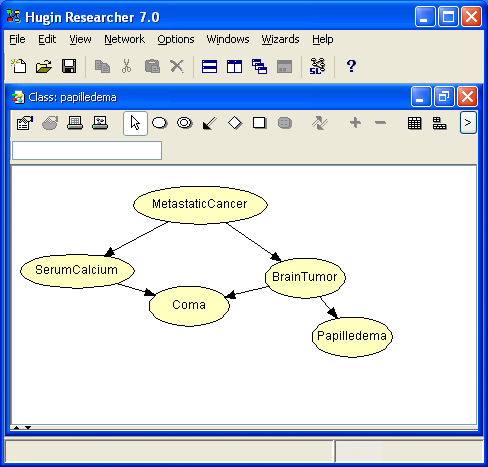 Hugin Researcher 7.0
File Edit View Network Options Windows Wizards Help
SL
?
Class: papilledema
>
MetastaticCancer
SerumCalcium
BrainTumor
Coma
Papilledema